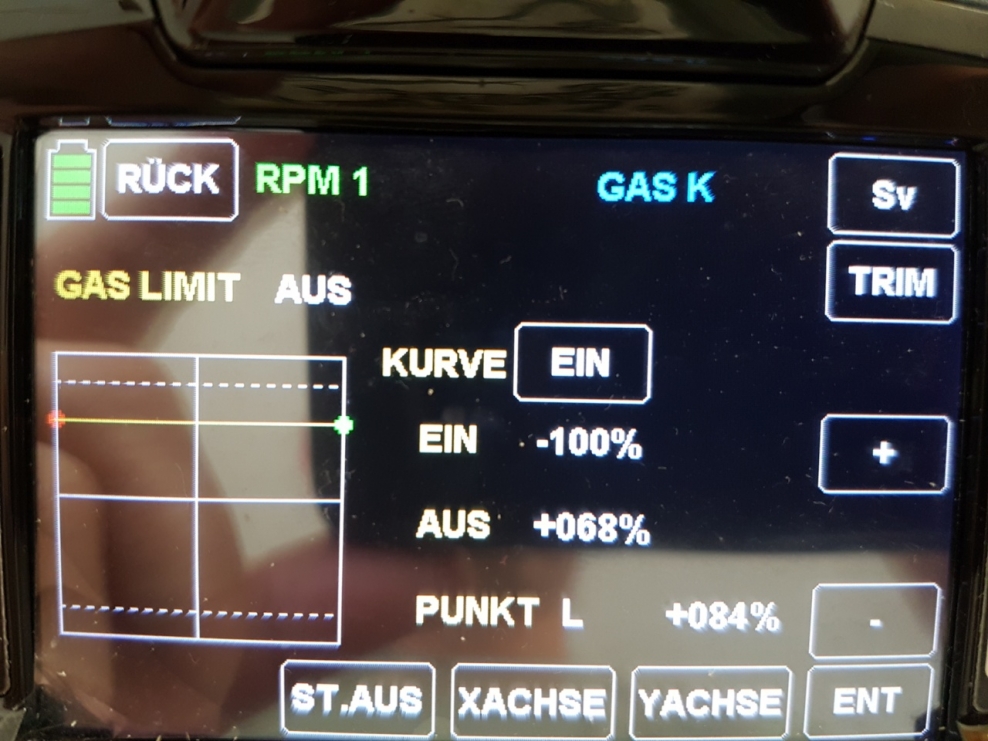 RÜCK RPM 1 GAS K Sv
TRIM
GAS LIMIT AUS
KURVE EIN
EIN -100%
+
AUS +068%
PUNKT L +084% -
ST.AUS XACHSE YACHSE ENT